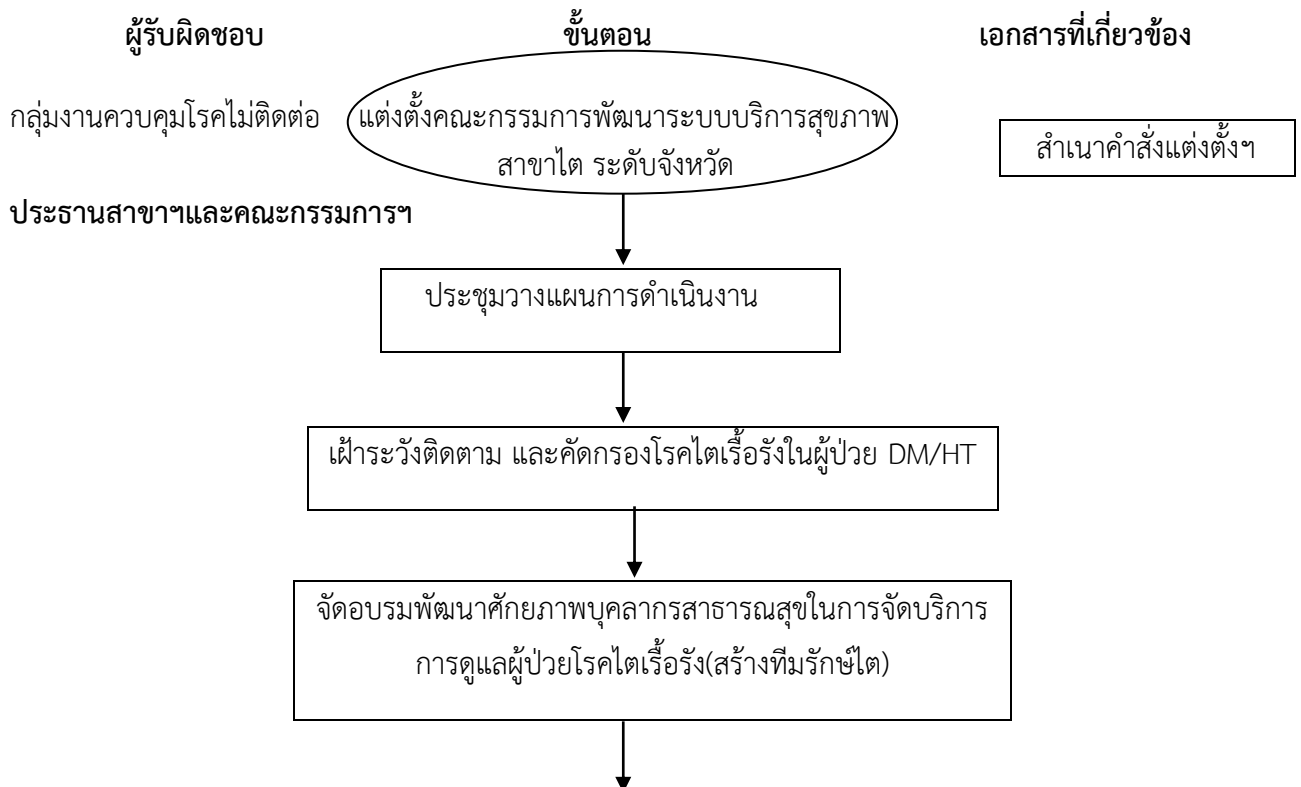 ผู้รับผิดชอบ ขั้นตอน เอกสารที่เกี่ยวข้อง
กลุ่มงานควบคุมโรคไม่ติดต่อ แต่งตั้งคณะกรรมการพัฒนาระบบบริการสุขภาพ
สาขาไต ระดับจังหวัด
สำเนาคำสั่งแต่งตั้งฯ
ประธานสาขาฯและคณะกรรมการฯ
ประชุมวางแผนการดำเนินงาน
เฝ้าระวังติดตาม และคัดกรองโรคไตเรื้อรังในผู้ป่วย DM/HT
จัดอบรมพัฒนาศักยภาพบุคลากรสาธารณสุขในการจัดบริการ
การดูแลผู้ป่วยโรคไตเรื้อรัง(สร้างทีมรักษ์ไต)